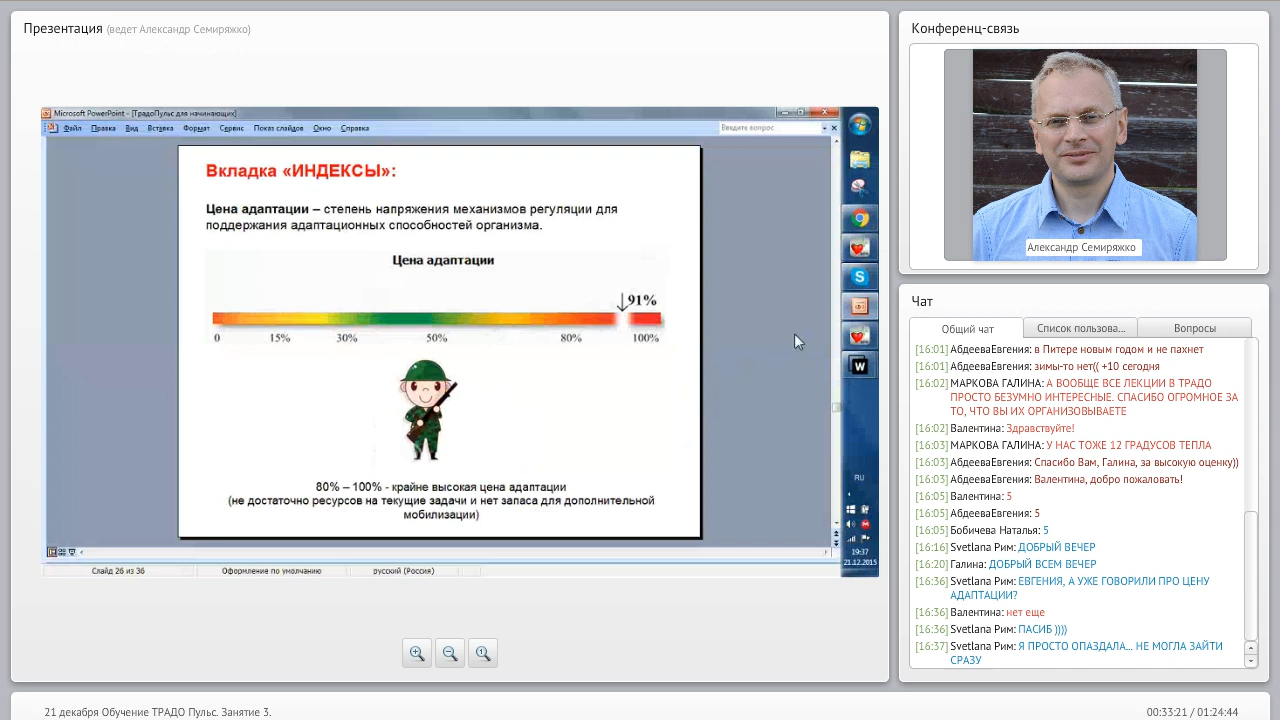 Презентация (ведет Александр Семиряжко)
Microsoft PowerPoint - [ТрадоПульс для начинающих]
Файл Правка Вид Вставка Формат Сервис Показ слайдов Окно Справка
Введите вопрос
Вкладка «ИНДЕКСЫ»:
Цена адаптации – степень напряжения механизмов регуляции для
поддержания адаптационных способностей организма.
Цена адаптации
91%
0 15% 30% 50% 80% 100%
80% – 100% - крайне высокая цена адаптации
(не достаточно ресурсов на текущие задачи и нет запаса для дополнительной
мобилизации)
Слайд 26 из 36 Оформление по умолчанию русский (Россия)
RU
19:37
21.12.2015
Конференц-связь
Александр Семиряжко
Чат
Общий чат Список пользова... Вопросы
[16:01] АбдееваЕвгения: в Питере новым годом и не пахнет
[16:01] АбдееваЕвгения: зимы-то нет(( +10 сегодня
[16:02] МАРКОВА ГАЛИНА: А ВООБЩЕ ВСЕ ЛЕКЦИИ В ТРАДО
ПРОСТО БЕЗУМНО ИНТЕРЕСНЫЕ. СПАСИБО ОГРОМНОЕ ЗА
ТО, ЧТО ВЫ ИХ ОРГАНИЗОВЫВАЕТЕ
[16:02] Валентина: Здравствуйте!
[16:03] МАРКОВА ГАЛИНА: У НАС ТОЖЕ 12 ГРАДУСОВ ТЕПЛА
[16:03] АбдееваЕвгения: Спасибо Вам, Галина, за высокую оценку))
[16:03] АбдееваЕвгения: Валентина, добро пожаловать!
[16:05] Валентина: 5
[16:05] АбдееваЕвгения: 5
[16:05] Бобичева Наталья: 5
[16:16] Svetlana Рим: ДОБРЫЙ ВЕЧЕР
[16:20] Галина: ДОБРЫЙ ВСЕМ ВЕЧЕР
[16:36] Svetlana Рим: ЕВГЕНИЯ, А УЖЕ ГОВОРИЛИ ПРО ЦЕНУ
АДАПТАЦИИ?
[16:36] Валентина: нет еще
[16:36] Svetlana Рим: ПАСИБ ))))
[16:37] Svetlana Рим: Я ПРОСТО ОПАЗДАЛА... НЕ МОГЛА ЗАЙТИ
СРАЗУ
21 декабря Обучение ТРАДО Пульс. Занятие 3.
00:33:21 / 01:24:44